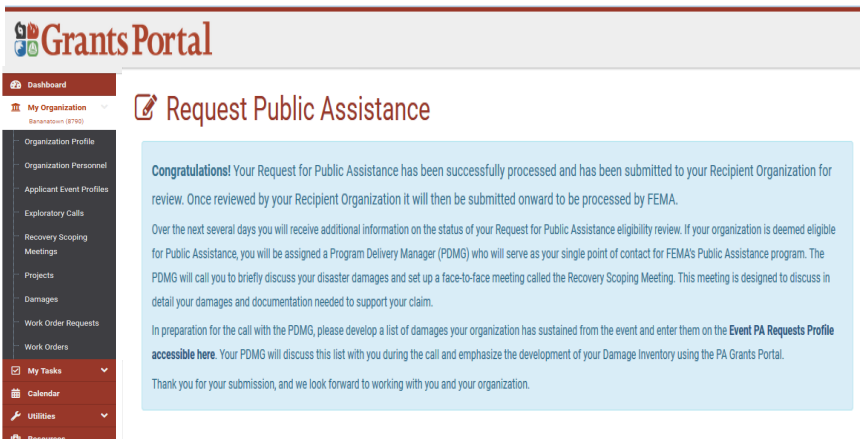 Grants Portal
Dashboard
My Organization
Bananatown (8790)
Organization Profile
Organization Personnel
Applicant Event Profiles
Exploratory Calls
Recovery Scoping
Meetings
Projects
Damages
Work Order Requests
Work Orders
My Tasks
Calendar
Utilities
Resources
Request Public Assistance
Congratulations! Your Request for Public Assistance has been successfully processed and has been submitted to your Recipient Organization for
review. Once reviewed by your Recipient Organization it will then be submitted onward to be processed by FEMA.
Over the next several days you will receive additional information on the status of your Request for Public Assistance eligibility review. If your organization is deemed eligible
for Public Assistance, you will be assigned a Program Delivery Manager (PDMG) who will serve as your single point of contact for FEMA's Public Assistance program. The
PDMG will call you to briefly discuss your disaster damages and set up a face-to-face meeting called the Recovery Scoping Meeting. This meeting is designed to discuss in
detail your damages and documentation needed to support your claim.
In preparation for the call with the PDMG, please develop a list of damages your organization has sustained from the event and enter them on the Event PA Requests Profile
accessible here. Your PDMG will discuss this list with you during the call and emphasize the development of your Damage Inventory using the PA Grants Portal.
Thank you for your submission, and we look forward to working with you and your organization.